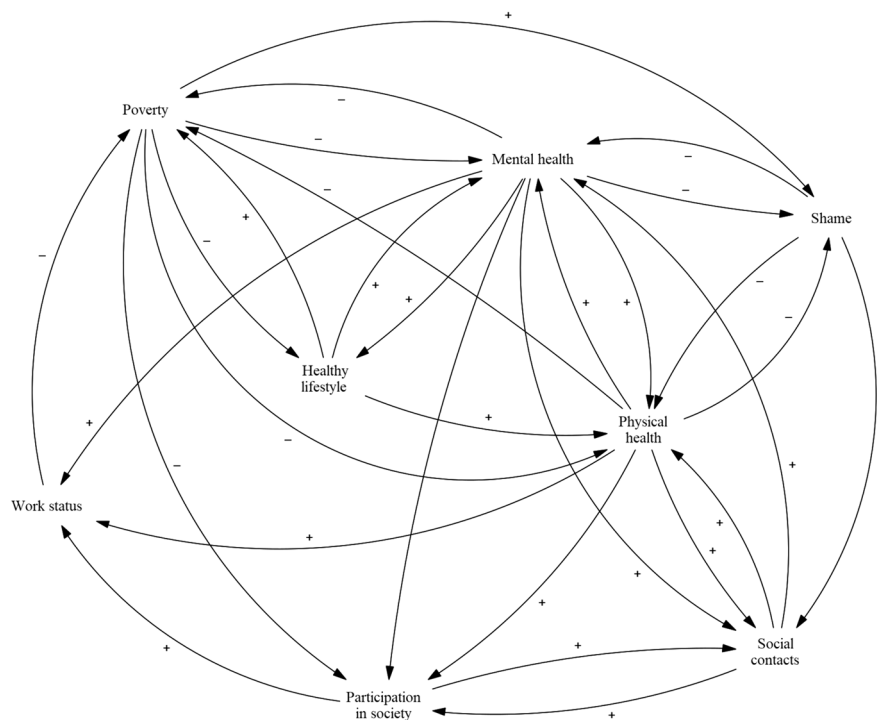 +
Poverty
–
–
Mental health
–
–
–
Shame
+
–
–
–
+
+
+
+
–
–
Healthy
lifestyle
+
+
Physical
health
–
–
+
Work status
+
+
+
+
+
+
+
+
Social
contacts
Participation
in society
+